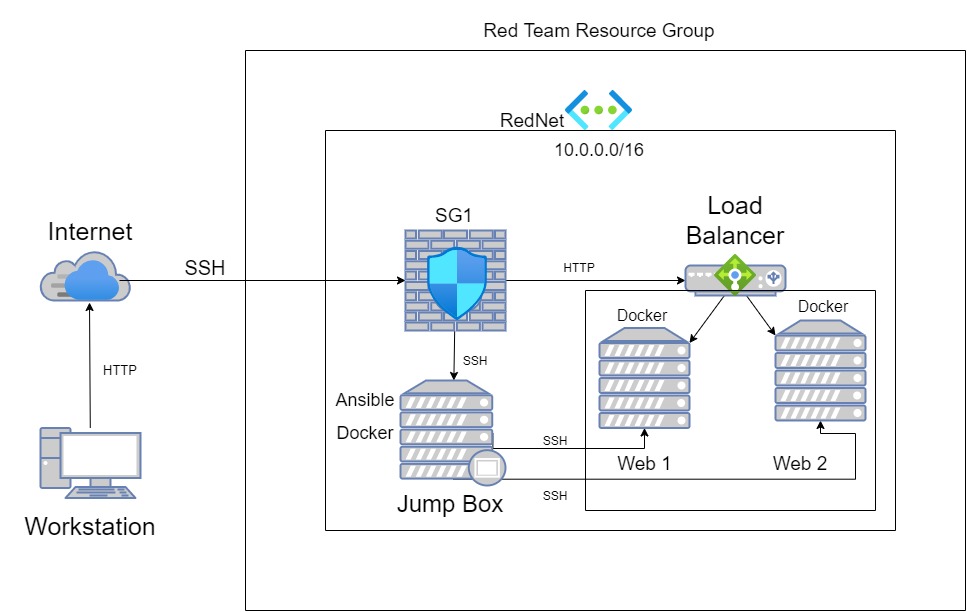 Red Team Resource Group
RedNet
10.0.0.0/16
Internet
SSH
SG1
HTTP
Load
Balancer
HTTP
SSH
Docker
Docker
Ansible
Docker
SSH
Web 1
Web 2
SSH
Jump Box
Workstation